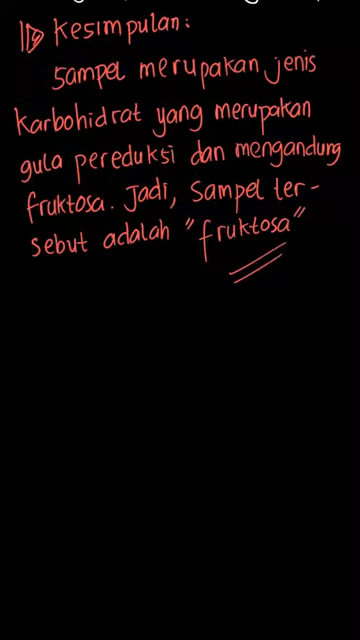 Kesimpulan:
Sampel merupakan jenis
karbohidrat yang merupakan
gula pereduksi dan mengandung
fruktosa. Jadi, Sampel ter-
sebut adalah "fruktosa"